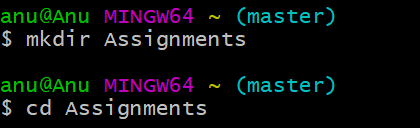 anu@Anu MINGW64 ~ (master)
$ mkdir Assignments
anu@Anu MINGW64 ~ (master)
$ cd Assignments